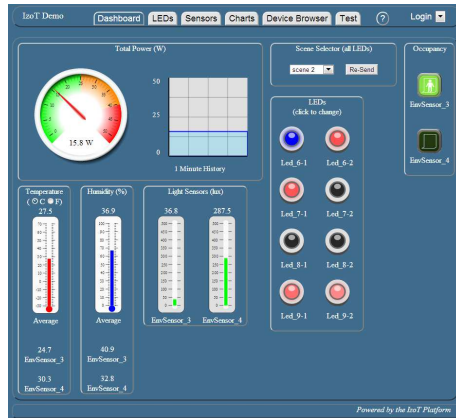 IzoT Demo
Dashboard LEDs Sensors Charts Device Browser Test ? Login
Total Power (W)
15.8 W
50
25
0
1 Minute History
Scene Selector (all LEDs)
scene 2 Re-Send
Occupancy
EnvSensor_3
EnvSensor_4
LEDs
(click to change)
Led_6-1 Led_6-2
Led_7-1 Led_7-2
Led_8-1 Led_8-2
Led_9-1 Led_9-2
Temperature
( C F)
27.5
Average
24.7
EnvSensor_3
30.3
EnvSensor_4
Humidity (%)
36.9
Average
40.9
EnvSensor_3
32.8
EnvSensor_4
Light Sensors (lux)
36.8 287.5
EnvSensor_3 EnvSensor_4
Powered by the IzoT Platform